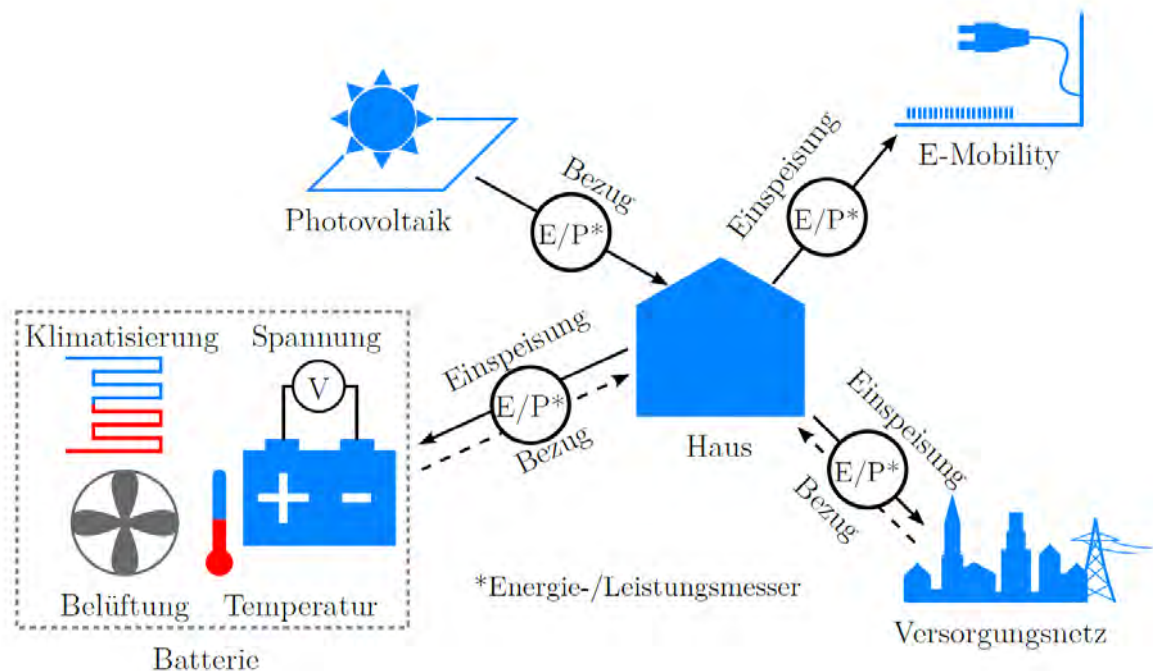 E-Mobility
Einspeisung
E/P*
Photovoltaik
Bezug
E/P*
Klimatisierung
Spannung
V
Einspeisung
E/P*
Bezug
Haus
Einspeisung
E/P*
Bezug
+ -
Belüftung
Temperatur
*Energie-/Leistungsmesser
Versorgungsnetz
Batterie